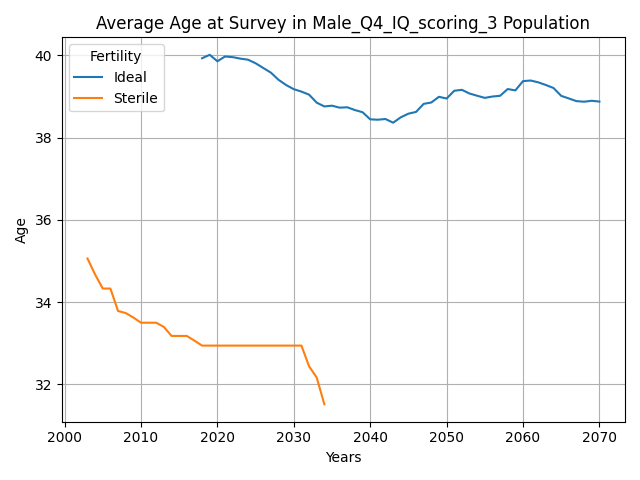 Average Age at Survey in Male_Q4_IQ_scoring_3 Population
Fertility
Ideal
Sterile
Age
40
38
36
34
32
2000 2010 2020 2030 2040 2050 2060 2070
Years